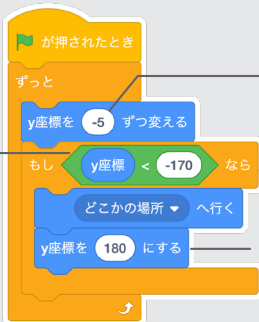 が押されたとき
ずっと
y座標を -5 ずつ変える
もし y座標 < -170 なら
どこかの場所 へ行く
y座標を 180 にする